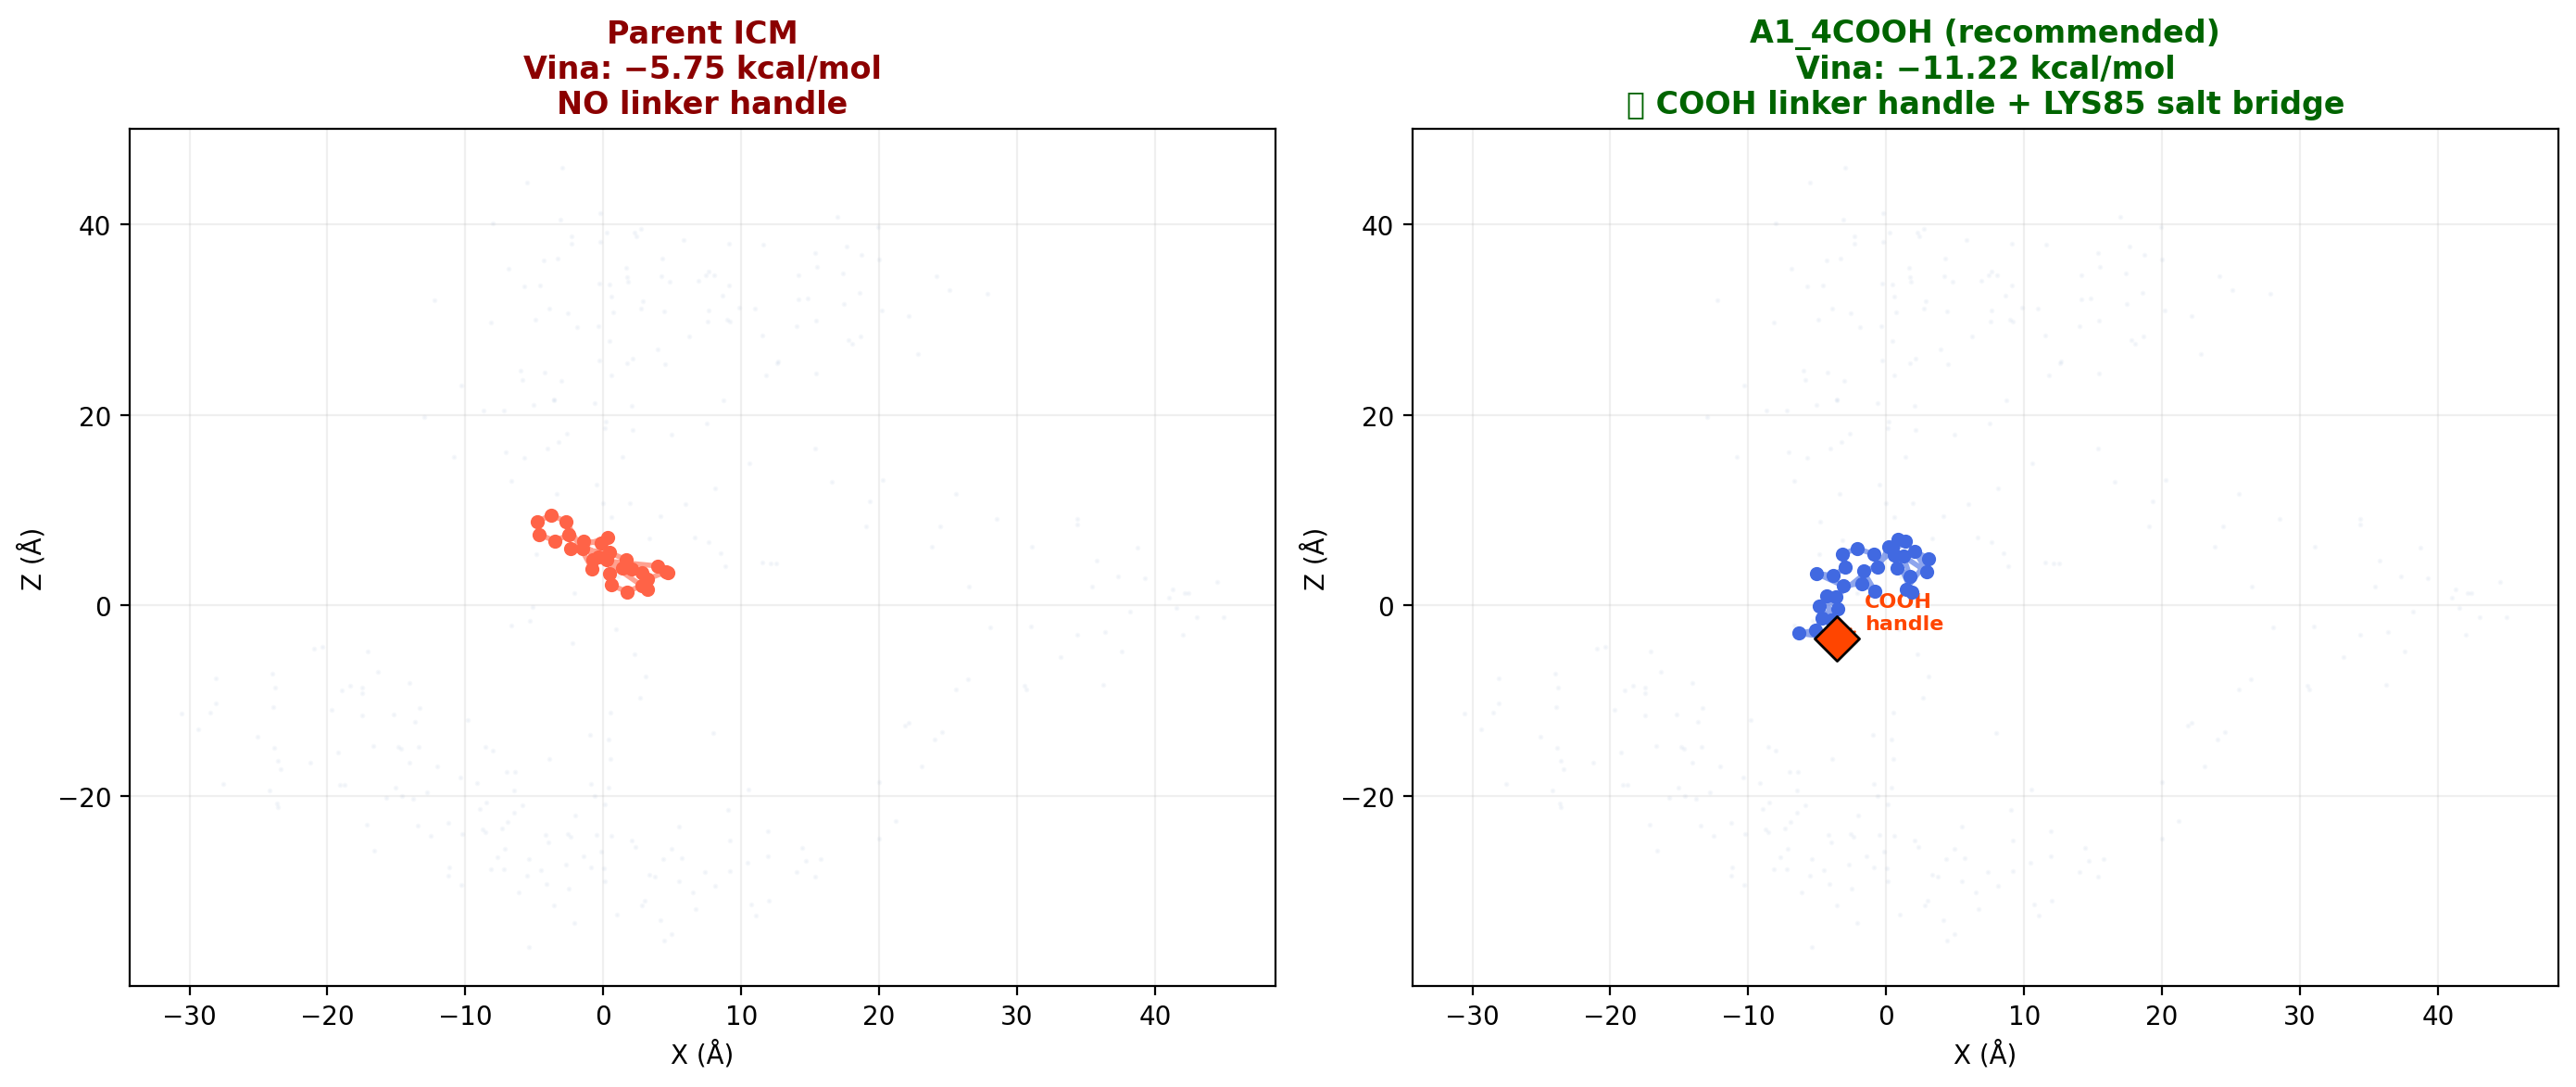 Parent ICM
Vina: −5.75 kcal/mol
NO linker handle
40
20
0
−20
Z (Å)
−30
−20
−10
0
10
20
30
40
X (Å)
A1_4COOH (recommended)
Vina: −11.22 kcal/mol
▯ COOH linker handle + LYS85 salt bridge
40
20
0
−20
Z (Å)
COOH
handle
−30
−20
−10
0
10
20
30
40
X (Å)